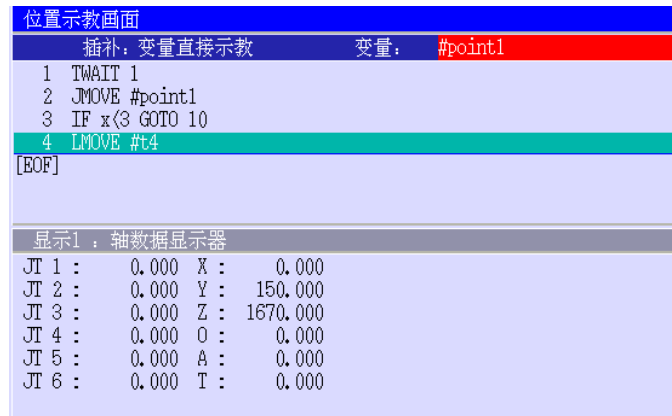 位置示教画面
插补：变量直接示教 变量： #point1
1 TWAIT 1
2 JMOVE #point1
3 IF x<3 GOTO 10
4 LMOVE #t4
[EOF]
显示1 ：轴数据显示器
JT 1 : 0.000 X : 0.000
JT 2 : 0.000 Y : 150.000
JT 3 : 0.000 Z : 1670.000
JT 4 : 0.000 O : 0.000
JT 5 : 0.000 A : 0.000
JT 6 : 0.000 T : 0.000